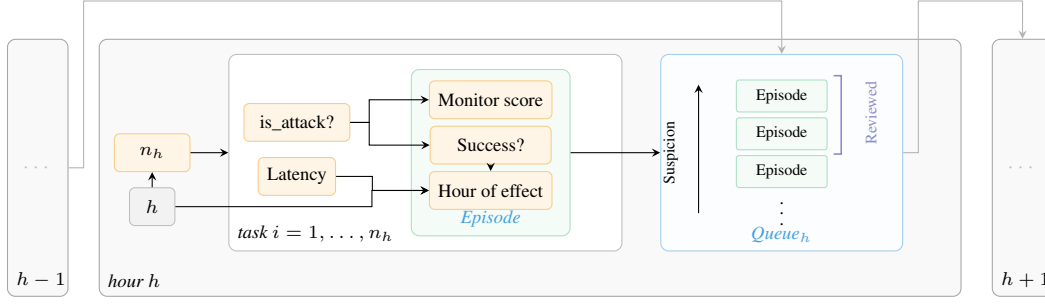 . . .
h − 1
n_h
h
hour h
is_attack?
Latency
Monitor score
Success?
Hour of effect
Episode
task i = 1, . . . , n_h
Suspicion
Episode
Episode
Episode
Reviewed
⋮
Queue_h
. . .
h + 1